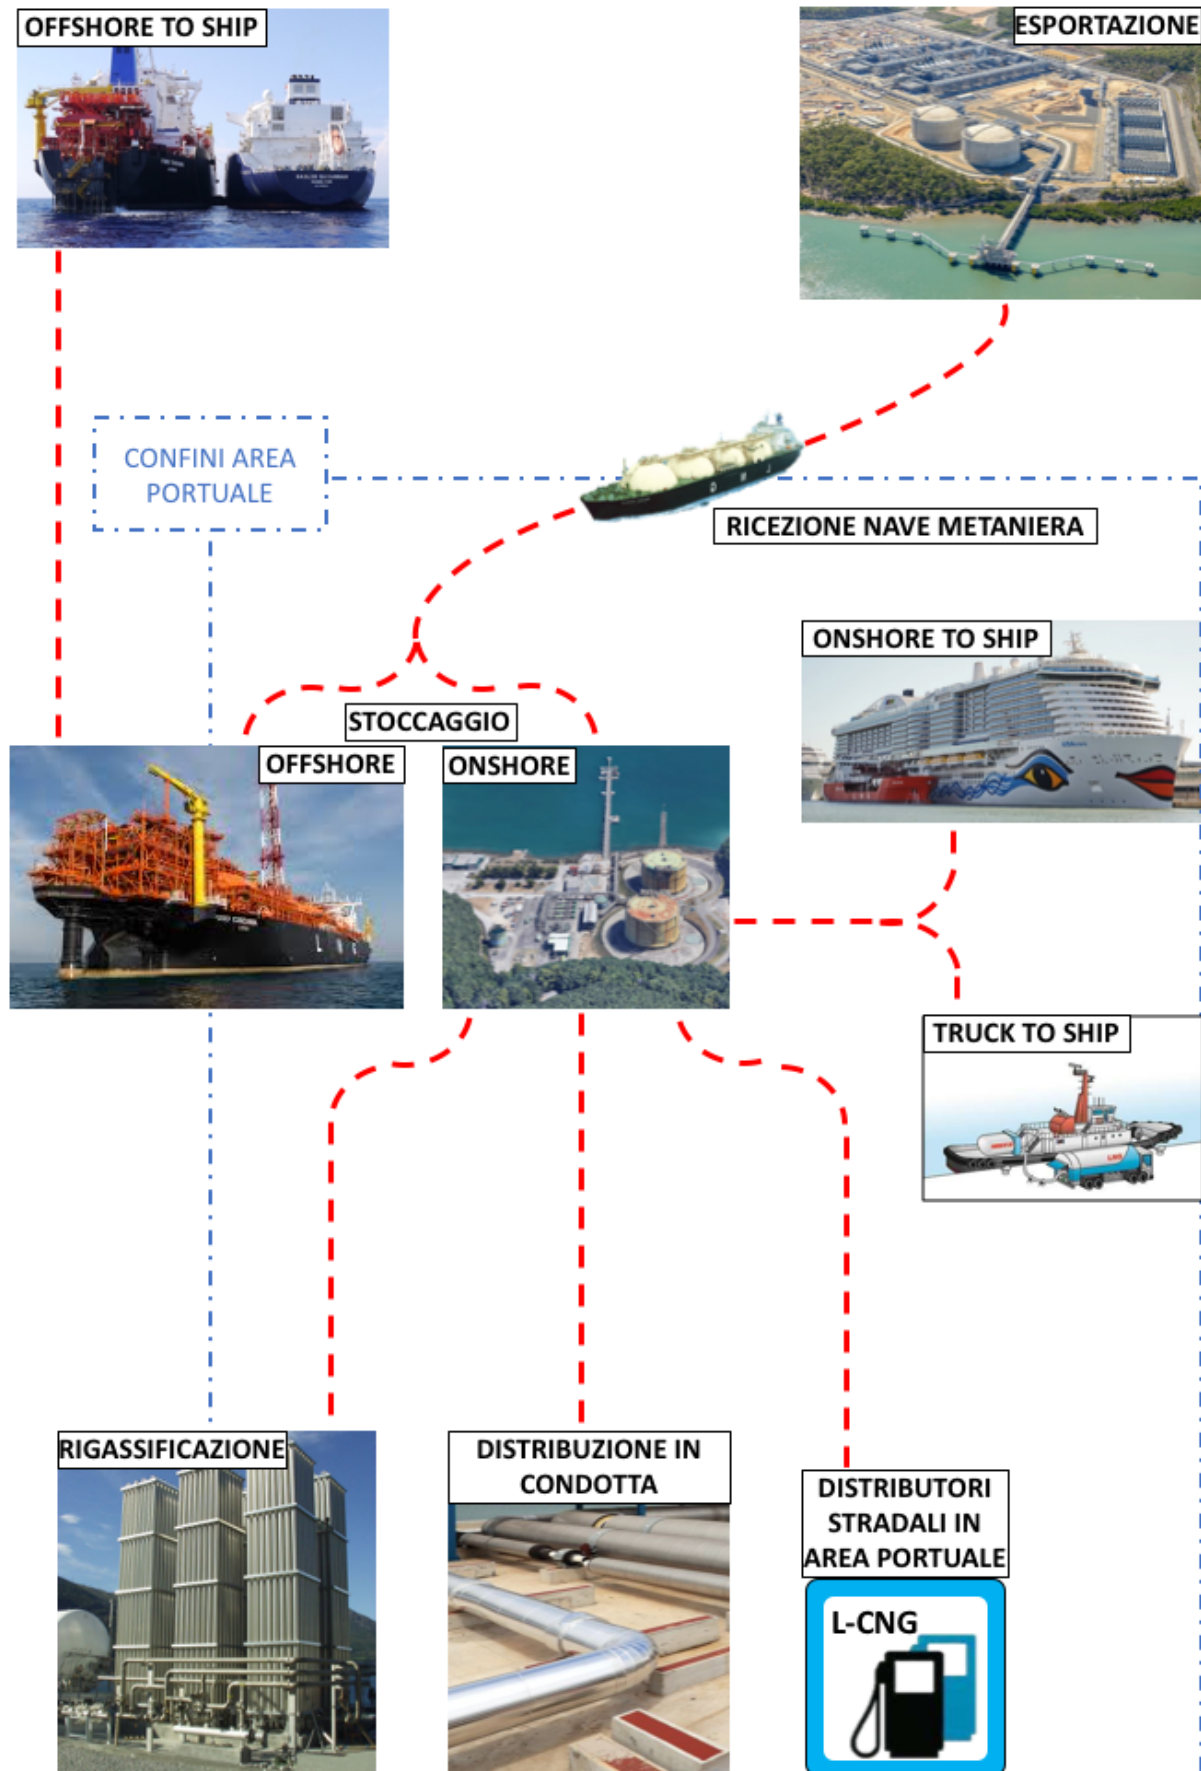 OFFSHORE TO SHIP
ESPORTAZIONE
CONFINI AREA
PORTUALE
RICEZIONE NAVE METANIERA
ONSHORE TO SHIP
STOCCAGGIO
OFFSHORE
ONSHORE
TRUCK TO SHIP
RIGASSIFICAZIONE
DISTRIBUZIONE IN
CONDOTTA
DISTRIBUTORI
STRADALI IN
AREA PORTUALE
L-CNG